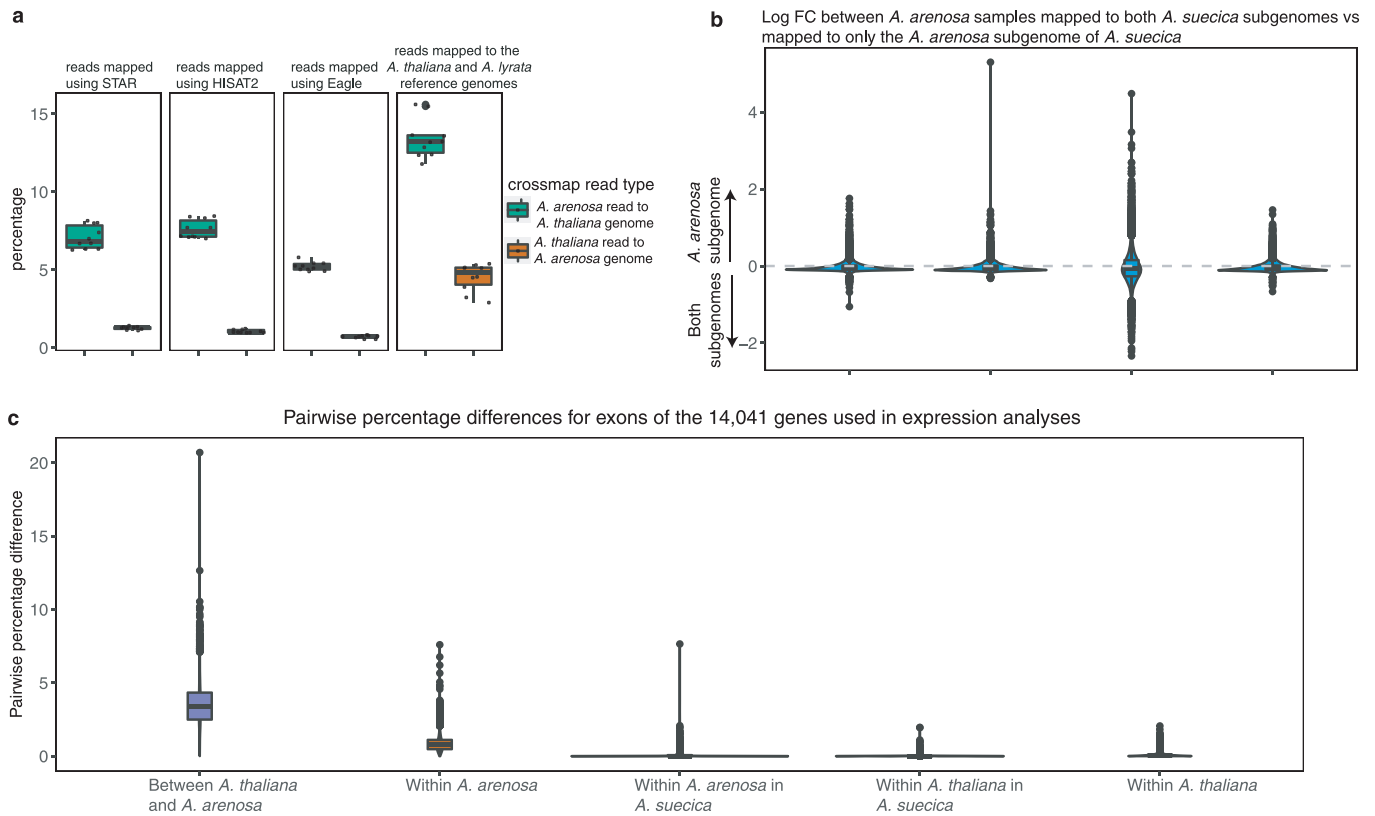 a
reads mapped
using STAR
reads mapped
using HISAT2
reads mapped
using Eagle
reads mapped to the
A. thaliana and A. lyrata
reference genomes
percentage
15
10
5
0
crossmap read type
A. arenosa read to
A. thaliana genome
A. thaliana read to
A. arenosa genome
b
Log FC between A. arenosa samples mapped to both A. suecica subgenomes vs
mapped to only the A. arenosa subgenome of A. suecica
A. arenosa
subgenome
Both
subgenomes
4
2
0
−2
c
Pairwise percentage differences for exons of the 14,041 genes used in expression analyses
Pairwise percentage difference
20
15
10
5
0
Between A. thaliana
and A. arenosa
Within A. arenosa
Within A. arenosa in
A. suecica
Within A. thaliana in
A. suecica
Within A. thaliana